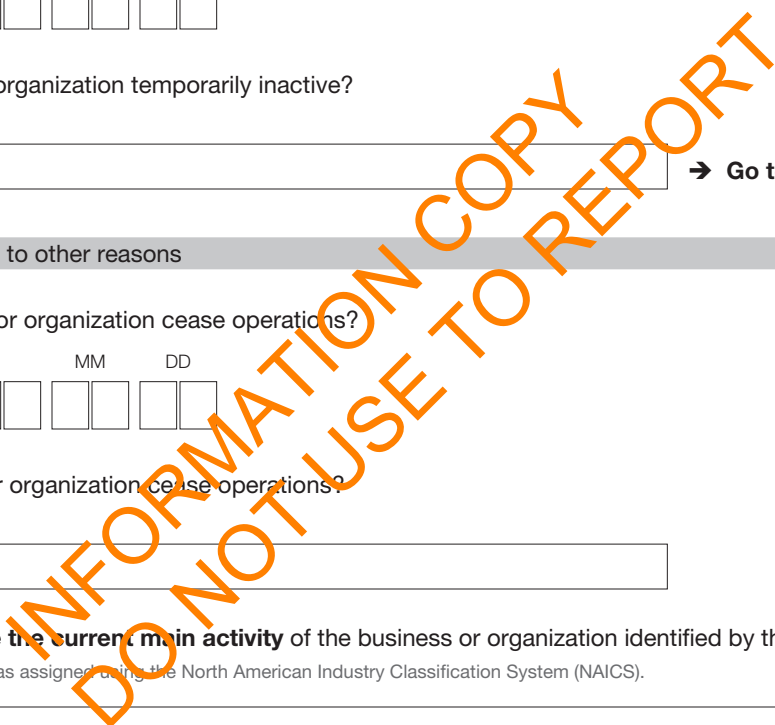 organization temporarily inactive?
➔ Go t
to other reasons
or organization cease operations?
MM DD
r organization cease operations?
e the current main activity of the business or organization identified by th
as assigned using the North American Industry Classification System (NAICS).
INFORMATION COPY
DO NOT USE TO REPORT